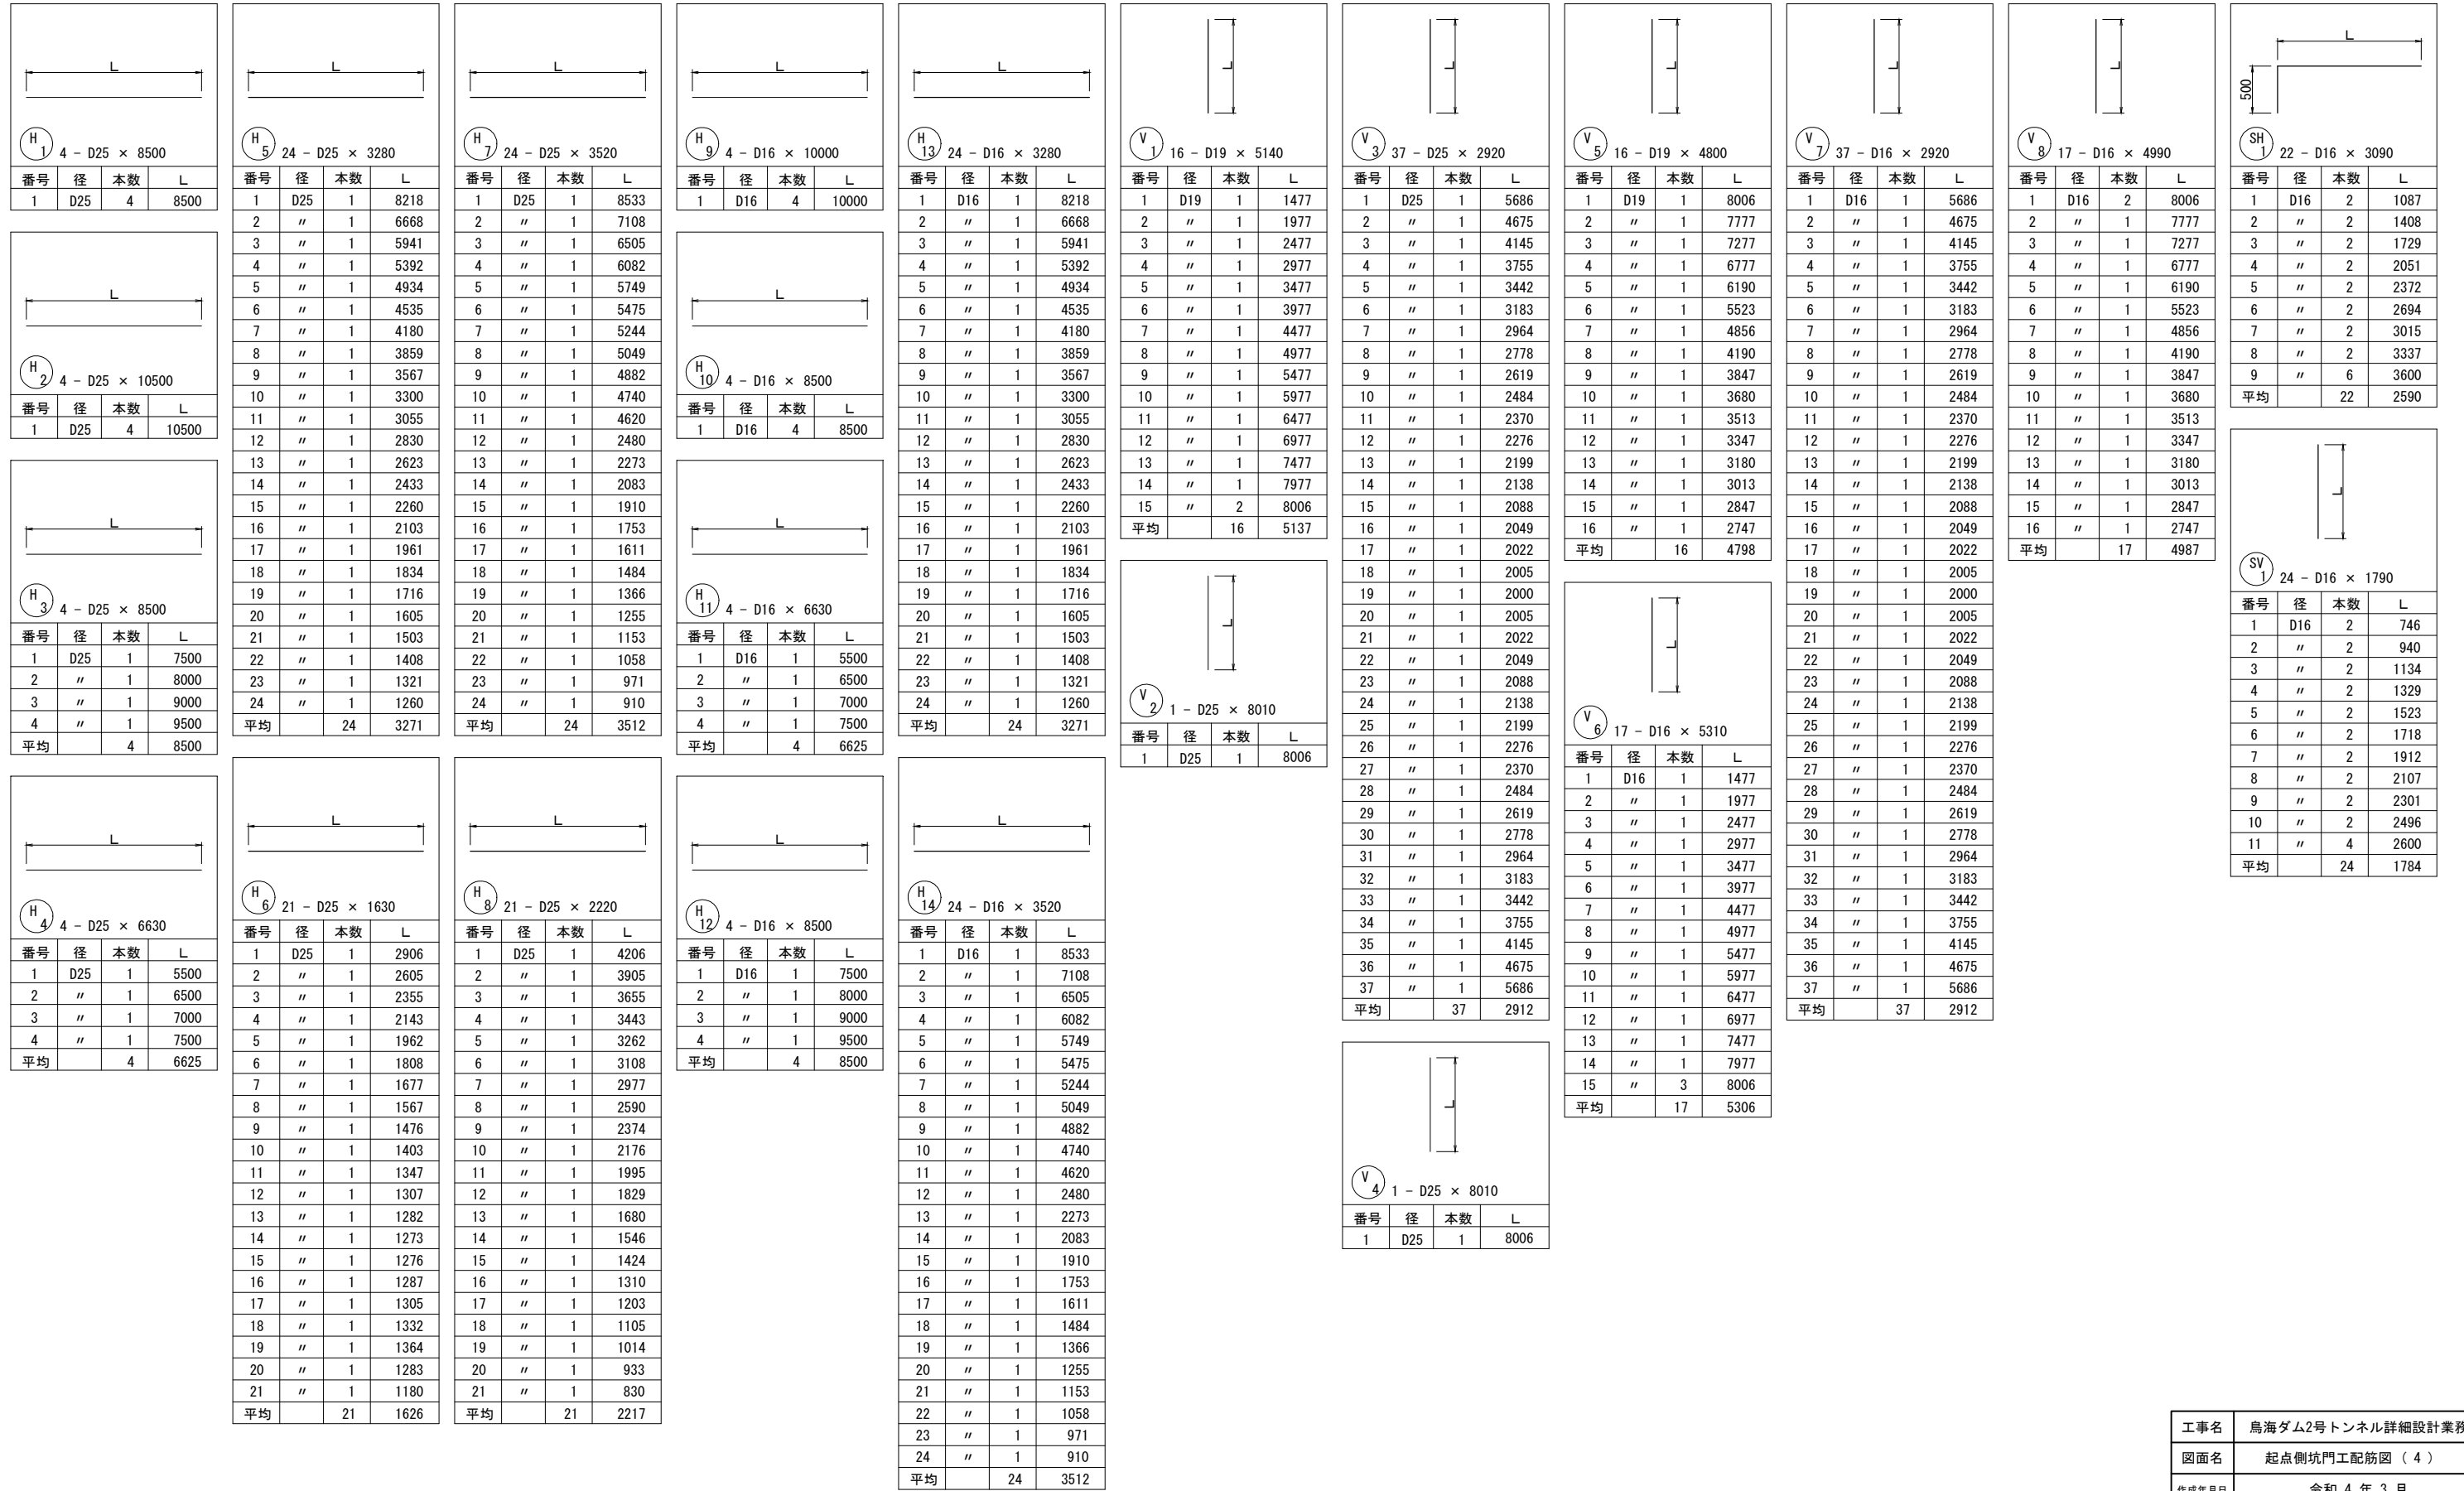 L
H
1
4 - D25 × 8500
番号 径 本数 L
1 D25 4 8500
L
H
2
4 - D25 × 10500
番号 径 本数 L
1 D25 4 10500
L
H
3
4 - D25 × 8500
番号 径 本数 L
1 D25 1 7500
2 〃 1 8000
3 〃 1 9000
4 〃 1 9500
平均 4 8500
L
H
4
4 - D25 × 6630
番号 径 本数 L
1 D25 1 5500
2 〃 1 6500
3 〃 1 7000
4 〃 1 7500
平均 4 6625
L
H
5
24 - D25 × 3280
番号 径 本数 L
1 D25 1 8218
2 〃 1 6668
3 〃 1 5941
4 〃 1 5392
5 〃 1 4934
6 〃 1 4535
7 〃 1 4180
8 〃 1 3859
9 〃 1 3567
10 〃 1 3300
11 〃 1 3055
12 〃 1 2830
13 〃 1 2623
14 〃 1 2433
15 〃 1 2260
16 〃 1 2103
17 〃 1 1961
18 〃 1 1834
19 〃 1 1716
20 〃 1 1605
21 〃 1 1503
22 〃 1 1408
23 〃 1 1321
24 〃 1 1260
平均 24 3271
L
H
6
21 - D25 × 1630
番号 径 本数 L
1 D25 1 2906
2 〃 1 2605
3 〃 1 2355
4 〃 1 2143
5 〃 1 1962
6 〃 1 1808
7 〃 1 1677
8 〃 1 1567
9 〃 1 1476
10 〃 1 1403
11 〃 1 1347
12 〃 1 1307
13 〃 1 1282
14 〃 1 1273
15 〃 1 1276
16 〃 1 1287
17 〃 1 1305
18 〃 1 1332
19 〃 1 1364
20 〃 1 1283
21 〃 1 1180
平均 21 1626
L
H
7
24 - D25 × 3520
番号 径 本数 L
1 D25 1 8533
2 〃 1 7108
3 〃 1 6505
4 〃 1 6082
5 〃 1 5749
6 〃 1 5475
7 〃 1 5244
8 〃 1 5049
9 〃 1 4882
10 〃 1 4740
11 〃 1 4620
12 〃 1 2480
13 〃 1 2273
14 〃 1 2083
15 〃 1 1910
16 〃 1 1753
17 〃 1 1611
18 〃 1 1484
19 〃 1 1366
20 〃 1 1255
21 〃 1 1153
22 〃 1 1058
23 〃 1 971
24 〃 1 910
平均 24 3512
L
H
8
21 - D25 × 2220
番号 径 本数 L
1 D25 1 4206
2 〃 1 3905
3 〃 1 3655
4 〃 1 3443
5 〃 1 3262
6 〃 1 3108
7 〃 1 2977
8 〃 1 2590
9 〃 1 2374
10 〃 1 2176
11 〃 1 1995
12 〃 1 1829
13 〃 1 1680
14 〃 1 1546
15 〃 1 1424
16 〃 1 1310
17 〃 1 1203
18 〃 1 1105
19 〃 1 1014
20 〃 1 933
21 〃 1 830
平均 21 2217
L
H
9
4 - D16 × 10000
番号 径 本数 L
1 D16 4 10000
L
H
10
4 - D16 × 8500
番号 径 本数 L
1 D16 4 8500
L
H
11
4 - D16 × 6630
番号 径 本数 L
1 D16 1 5500
2 〃 1 6500
3 〃 1 7000
4 〃 1 7500
平均 4 6625
L
H
12
4 - D16 × 8500
番号 径 本数 L
1 D16 1 7500
2 〃 1 8000
3 〃 1 9000
4 〃 1 9500
平均 4 8500
L
H
13
24 - D16 × 3280
番号 径 本数 L
1 D16 1 8218
2 〃 1 6668
3 〃 1 5941
4 〃 1 5392
5 〃 1 4934
6 〃 1 4535
7 〃 1 4180
8 〃 1 3859
9 〃 1 3567
10 〃 1 3300
11 〃 1 3055
12 〃 1 2830
13 〃 1 2623
14 〃 1 2433
15 〃 1 2260
16 〃 1 2103
17 〃 1 1961
18 〃 1 1834
19 〃 1 1716
20 〃 1 1605
21 〃 1 1503
22 〃 1 1408
23 〃 1 1321
24 〃 1 1260
平均 24 3271
L
H
14
24 - D16 × 3520
番号 径 本数 L
1 D16 1 8533
2 〃 1 7108
3 〃 1 6505
4 〃 1 6082
5 〃 1 5749
6 〃 1 5475
7 〃 1 5244
8 〃 1 5049
9 〃 1 4882
10 〃 1 4740
11 〃 1 4620
12 〃 1 2480
13 〃 1 2273
14 〃 1 2083
15 〃 1 1910
16 〃 1 1753
17 〃 1 1611
18 〃 1 1484
19 〃 1 1366
20 〃 1 1255
21 〃 1 1153
22 〃 1 1058
23 〃 1 971
24 〃 1 910
平均 24 3512
L
V
1
16 - D19 × 5140
番号 径 本数 L
1 D19 1 1477
2 〃 1 1977
3 〃 1 2477
4 〃 1 2977
5 〃 1 3477
6 〃 1 3977
7 〃 1 4477
8 〃 1 4977
9 〃 1 5477
10 〃 1 5977
11 〃 1 6477
12 〃 1 6977
13 〃 1 7477
14 〃 1 7977
15 〃 2 8006
平均 16 5137
L
V
2
1 - D25 × 8010
番号 径 本数 L
1 D25 1 8006
L
V
3
37 - D25 × 2920
番号 径 本数 L
1 D25 1 5686
2 〃 1 4675
3 〃 1 4145
4 〃 1 3755
5 〃 1 3442
6 〃 1 3183
7 〃 1 2964
8 〃 1 2778
9 〃 1 2619
10 〃 1 2484
11 〃 1 2370
12 〃 1 2276
13 〃 1 2199
14 〃 1 2138
15 〃 1 2088
16 〃 1 2049
17 〃 1 2022
18 〃 1 2005
19 〃 1 2000
20 〃 1 2005
21 〃 1 2022
22 〃 1 2049
23 〃 1 2088
24 〃 1 2138
25 〃 1 2199
26 〃 1 2276
27 〃 1 2370
28 〃 1 2484
29 〃 1 2619
30 〃 1 2778
31 〃 1 2964
32 〃 1 3183
33 〃 1 3442
34 〃 1 3755
35 〃 1 4145
36 〃 1 4675
37 〃 1 5686
平均 37 2912
L
V
4
1 - D25 × 8010
番号 径 本数 L
1 D25 1 8006
L
V
5
16 - D19 × 4800
番号 径 本数 L
1 D19 1 8006
2 〃 1 7777
3 〃 1 7277
4 〃 1 6777
5 〃 1 6190
6 〃 1 5523
7 〃 1 4856
8 〃 1 4190
9 〃 1 3847
10 〃 1 3680
11 〃 1 3513
12 〃 1 3347
13 〃 1 3180
14 〃 1 3013
15 〃 1 2847
16 〃 1 2747
平均 16 4798
L
V
6
17 - D16 × 5310
番号 径 本数 L
1 D16 1 1477
2 〃 1 1977
3 〃 1 2477
4 〃 1 2977
5 〃 1 3477
6 〃 1 3977
7 〃 1 4477
8 〃 1 4977
9 〃 1 5477
10 〃 1 5977
11 〃 1 6477
12 〃 1 6977
13 〃 1 7477
14 〃 1 7977
15 〃 3 8006
平均 17 5306
L
V
7
37 - D16 × 2920
番号 径 本数 L
1 D16 1 5686
2 〃 1 4675
3 〃 1 4145
4 〃 1 3755
5 〃 1 3442
6 〃 1 3183
7 〃 1 2964
8 〃 1 2778
9 〃 1 2619
10 〃 1 2484
11 〃 1 2370
12 〃 1 2276
13 〃 1 2199
14 〃 1 2138
15 〃 1 2088
16 〃 1 2049
17 〃 1 2022
18 〃 1 2005
19 〃 1 2000
20 〃 1 2005
21 〃 1 2022
22 〃 1 2049
23 〃 1 2088
24 〃 1 2138
25 〃 1 2199
26 〃 1 2276
27 〃 1 2370
28 〃 1 2484
29 〃 1 2619
30 〃 1 2778
31 〃 1 2964
32 〃 1 3183
33 〃 1 3442
34 〃 1 3755
35 〃 1 4145
36 〃 1 4675
37 〃 1 5686
平均 37 2912
L
V
8
17 - D16 × 4990
番号 径 本数 L
1 D16 2 8006
2 〃 1 7777
3 〃 1 7277
4 〃 1 6777
5 〃 1 6190
6 〃 1 5523
7 〃 1 4856
8 〃 1 4190
9 〃 1 3847
10 〃 1 3680
11 〃 1 3513
12 〃 1 3347
13 〃 1 3180
14 〃 1 3013
15 〃 1 2847
16 〃 1 2747
平均 17 4987
L
500
SH
1
22 - D16 × 3090
番号 径 本数 L
1 D16 2 1087
2 〃 2 1408
3 〃 2 1729
4 〃 2 2051
5 〃 2 2372
6 〃 2 2694
7 〃 2 3015
8 〃 2 3337
9 〃 6 3600
平均 22 2590
L
SV
1
24 - D16 × 1790
番号 径 本数 L
1 D16 2 746
2 〃 2 940
3 〃 2 1134
4 〃 2 1329
5 〃 2 1523
6 〃 2 1718
7 〃 2 1912
8 〃 2 2107
9 〃 2 2301
10 〃 2 2496
11 〃 4 2600
平均 24 1784
工事名 鳥海ダム2号トンネル詳細設計業務
図面名 起点側坑門工配筋図（ 4 ）
作成年月日 令和 4 年 3 月